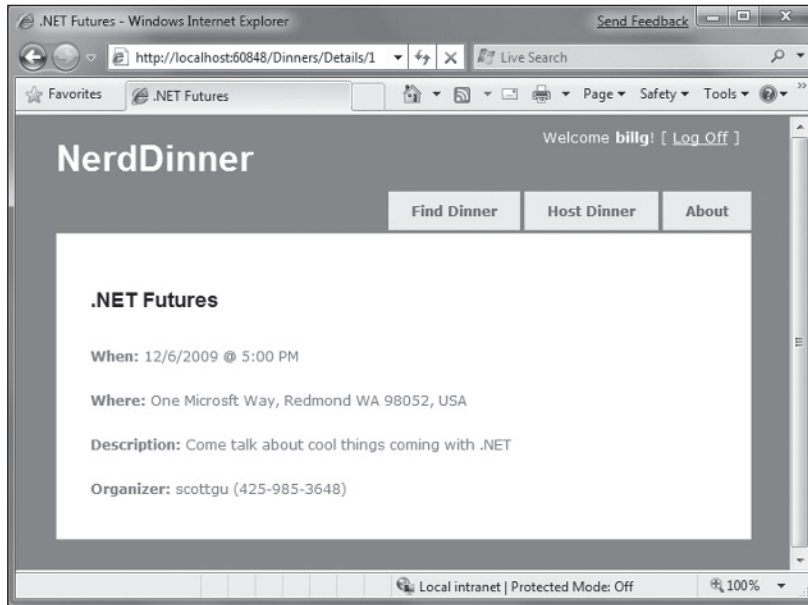 .NET Futures - Windows Internet Explorer
Send Feedback
http://localhost:60848/Dinners/Details/1
Live Search
Favorites
.NET Futures
Page
Safety
Tools
Welcome billg! [ Log Off ]
NerdDinner
Find Dinner
Host Dinner
About
.NET Futures
When: 12/6/2009 @ 5:00 PM
Where: One Microsft Way, Redmond WA 98052, USA
Description: Come talk about cool things coming with .NET
Organizer: scottgu (425-985-3648)
Local intranet | Protected Mode: Off
100%